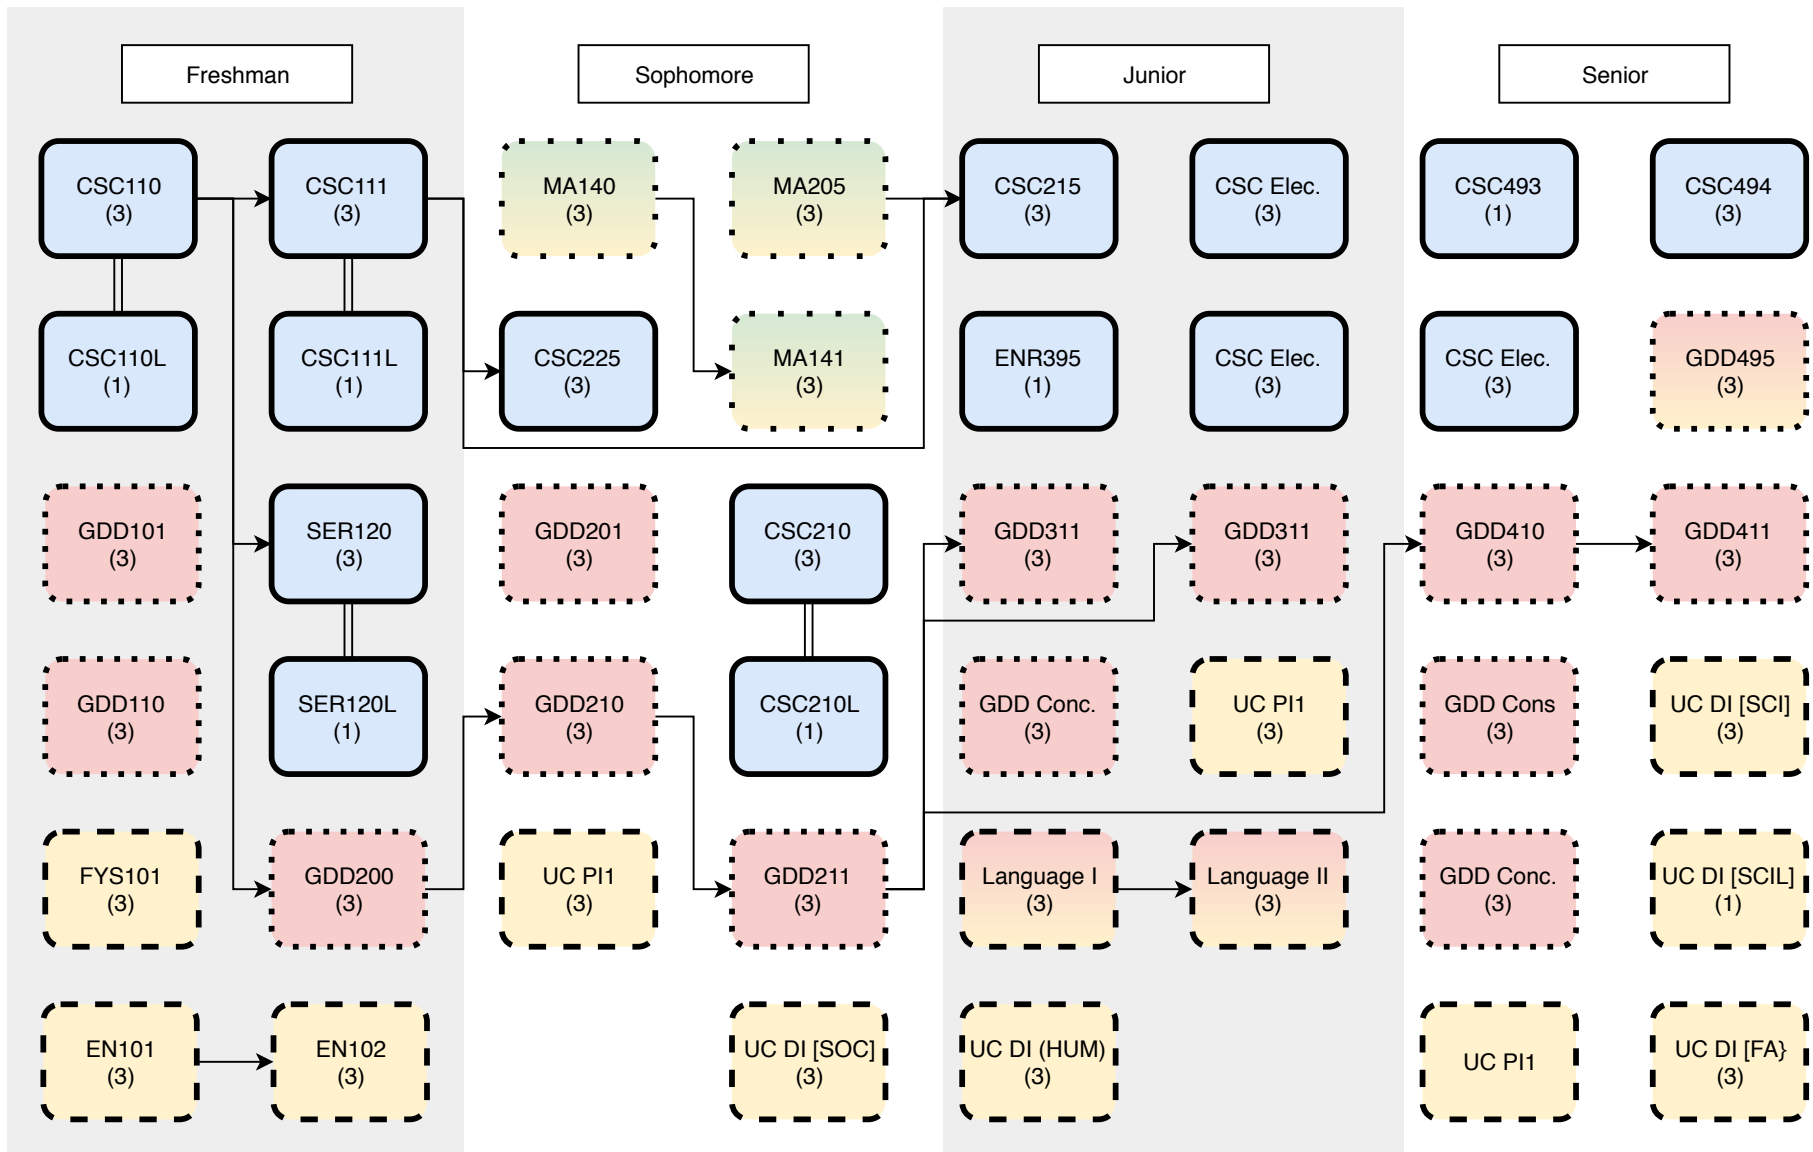 Freshman
Sophomore
Junior
Senior
CSC110
(3)
CSC111
(3)
MA140
(3)
MA205
(3)
CSC215
(3)
CSC Elec.
(3)
CSC493
(1)
CSC494
(3)
CSC110L
(1)
CSC111L
(1)
CSC225
(3)
MA141
(3)
ENR395
(1)
CSC Elec.
(3)
CSC Elec.
(3)
GDD495
(3)
GDD101
(3)
SER120
(3)
GDD201
(3)
CSC210
(3)
GDD311
(3)
GDD311
(3)
GDD410
(3)
GDD411
(3)
GDD110
(3)
SER120L
(1)
GDD210
(3)
CSC210L
(1)
GDD Conc.
(3)
UC PI1
(3)
GDD Cons
(3)
UC DI [SCI]
(3)
FYS101
(3)
GDD200
(3)
UC PI1
(3)
GDD211
(3)
Language I
(3)
Language II
(3)
GDD Conc.
(3)
UC DI [SCIL]
(1)
EN101
(3)
EN102
(3)
UC DI [SOC]
(3)
UC DI (HUM)
(3)
UC PI1
UC DI [FA}
(3)